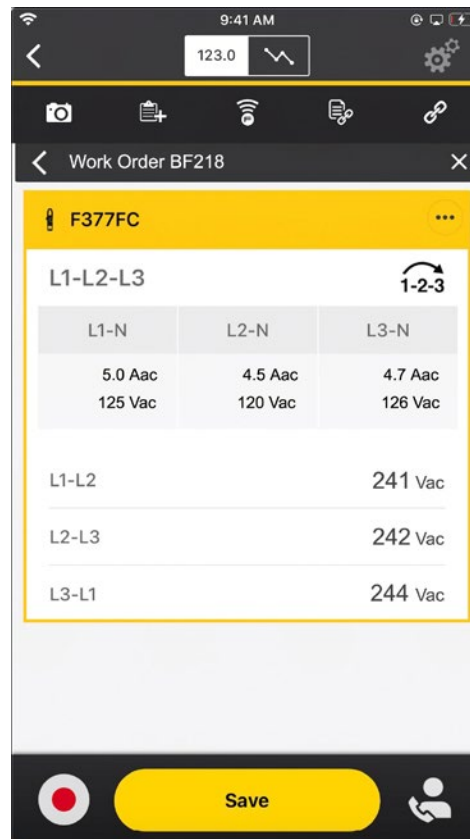 9:41 AM
123.0
Work Order BF218
F377FC
L1-L2-L3
1-2-3
L1-N L2-N L3-N
5.0 Aac 4.5 Aac 4.7 Aac
125 Vac 120 Vac 126 Vac
L1-L2 241 Vac
L2-L3 242 Vac
L3-L1 244 Vac
Save